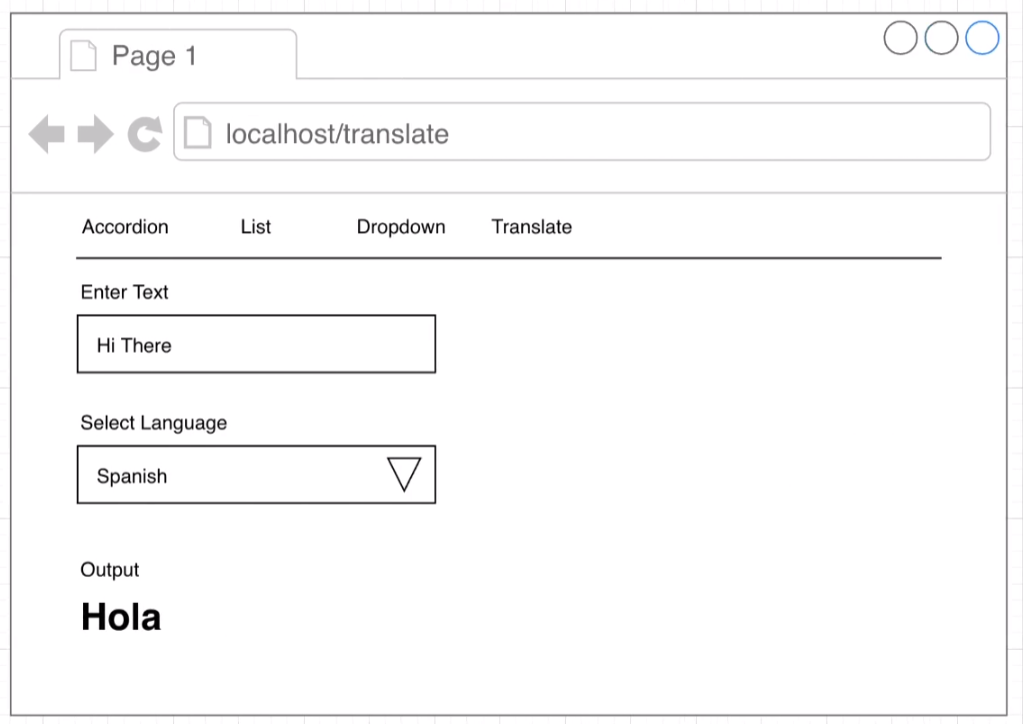 Page 1
localhost/translate
Accordion List Dropdown Translate
Enter Text
Hi There
Select Language
Spanish
Output
Hola